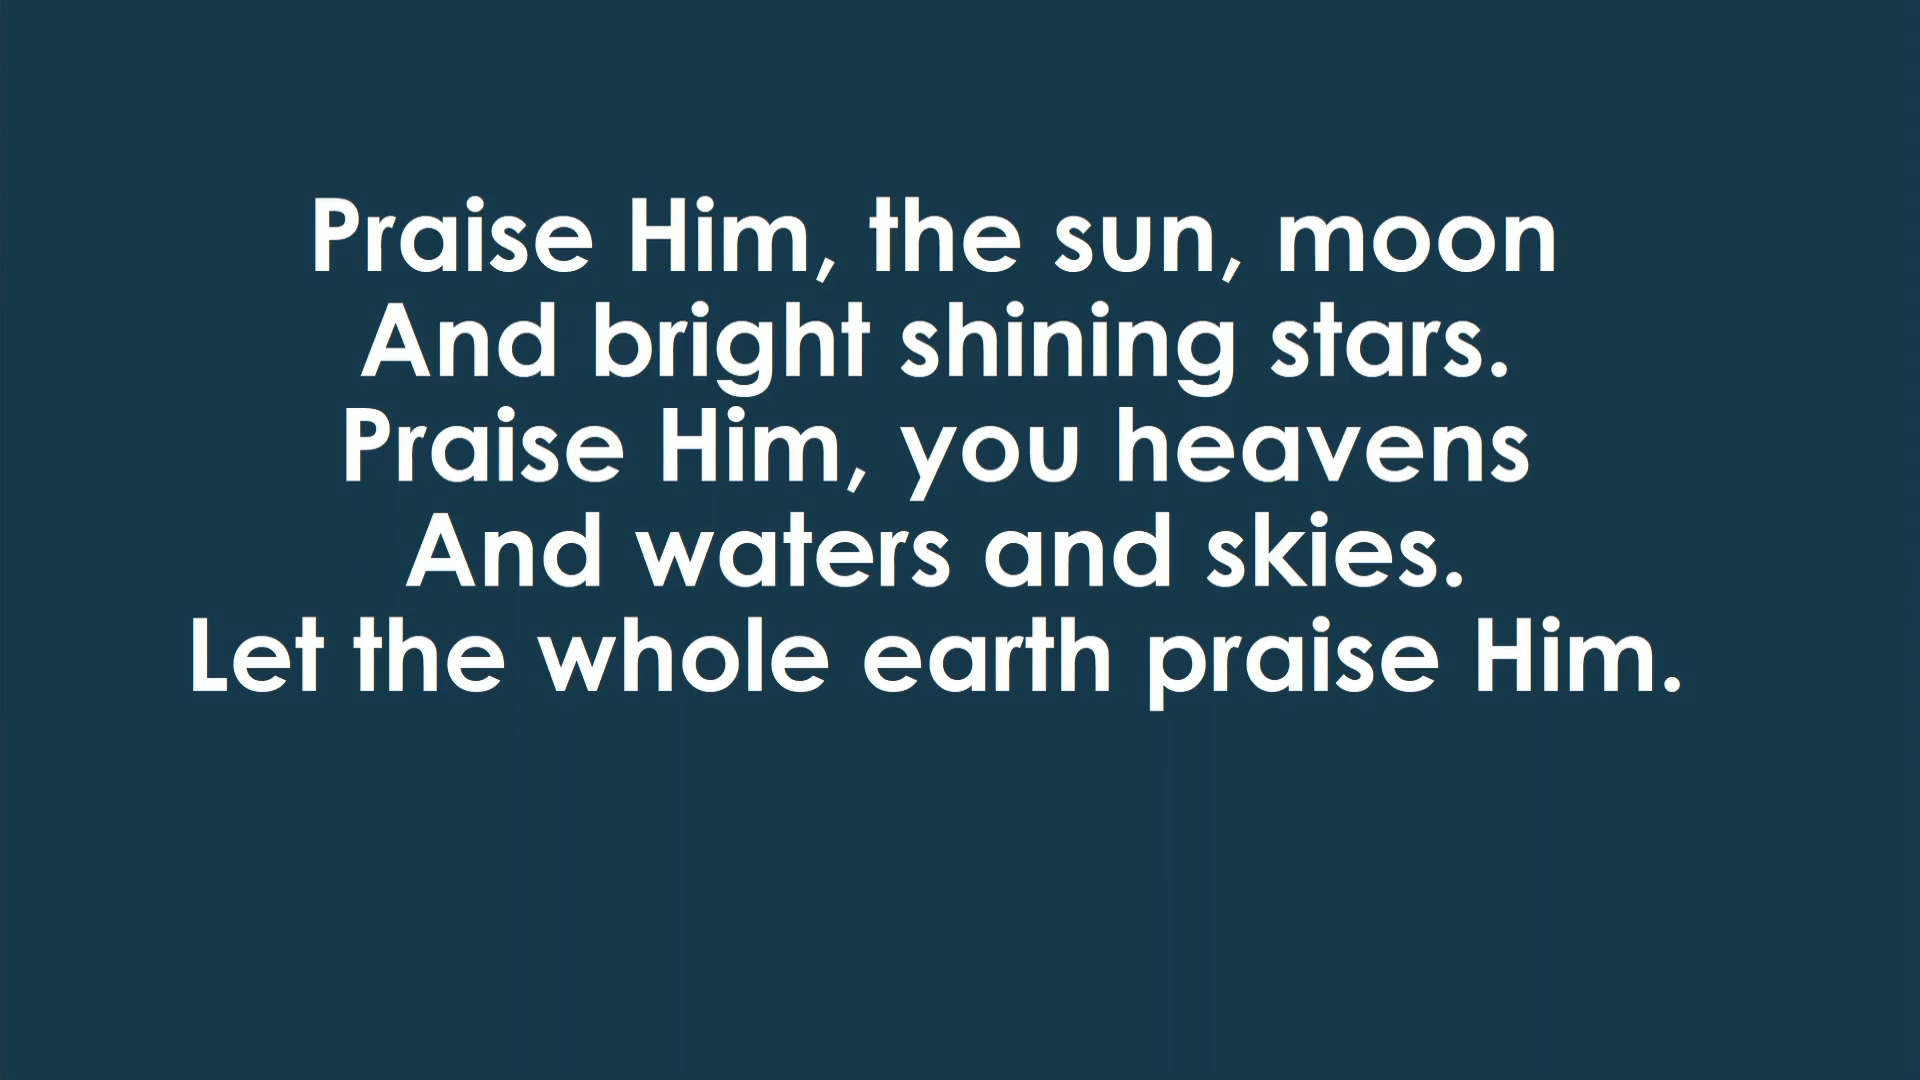 Praise Him, the sun, moon
And bright shining stars.
Praise Him, you heavens
And waters and skies.
Let the whole earth praise Him.